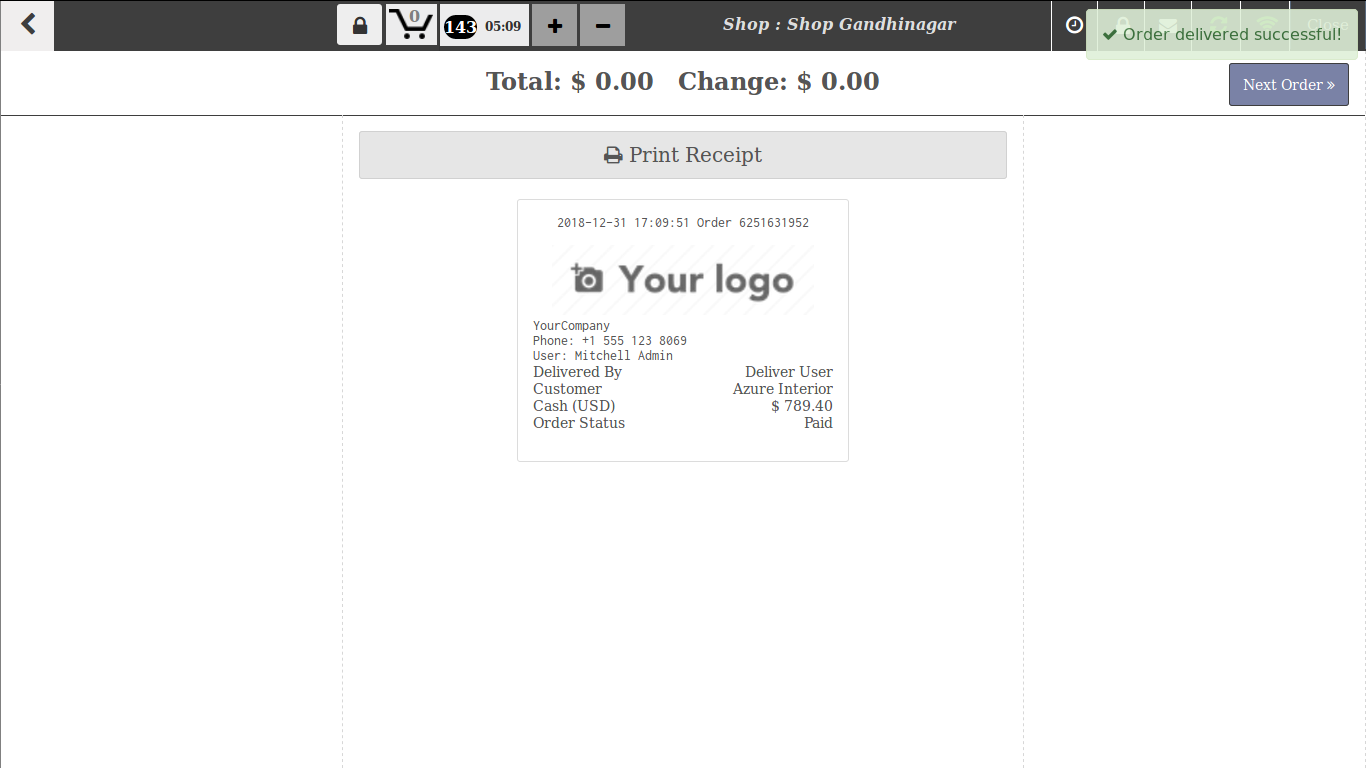 0
143 05:09
Shop : Shop Gandhinagar
Close
Order delivered successful!
Total: $ 0.00 Change: $ 0.00
Next Order »
Print Receipt
2018-12-31 17:09:51 Order 6251631952
Your logo
YourCompany
Phone: +1 555 123 8069
User: Mitchell Admin
Delivered By Deliver User
Customer Azure Interior
Cash (USD) $ 789.40
Order Status Paid